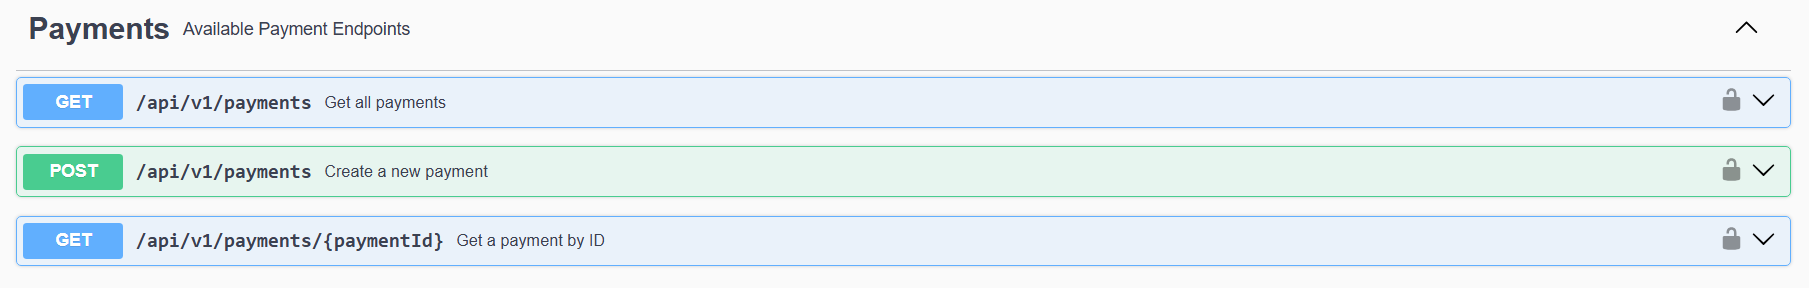 Payments Available Payment Endpoints
GET /api/v1/payments Get all payments
POST /api/v1/payments Create a new payment
GET /api/v1/payments/{paymentId} Get a payment by ID